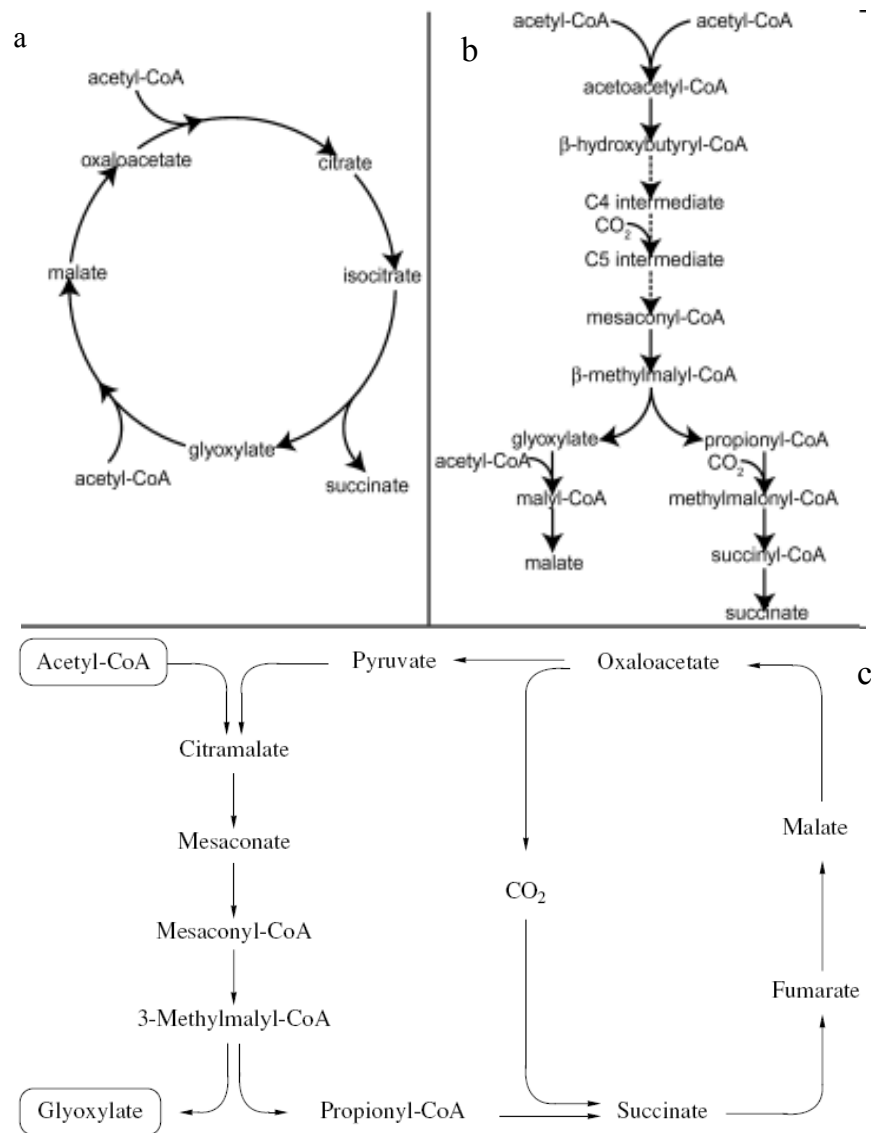 a
acetyl-CoA
oxaloacetate
citrate
malate
isocitrate
glyoxylate
acetyl-CoA
succinate
b
acetyl-CoA acetyl-CoA
acetoacetyl-CoA
β-hydroxybutyryl-CoA
C4 intermediate
CO₂
C5 intermediate
mesaconyl-CoA
β-methylmalyl-CoA
glyoxylate propionyl-CoA
acetyl-CoA CO₂
malyl-CoA methylmalonyl-CoA
malate succinyl-CoA
succinate
c
Acetyl-CoA Pyruvate Oxaloacetate
Citramalate
Mesaconate Malate
CO₂
Mesaconyl-CoA
Fumarate
3-Methylmalyl-CoA
Glyoxylate Propionyl-CoA Succinate